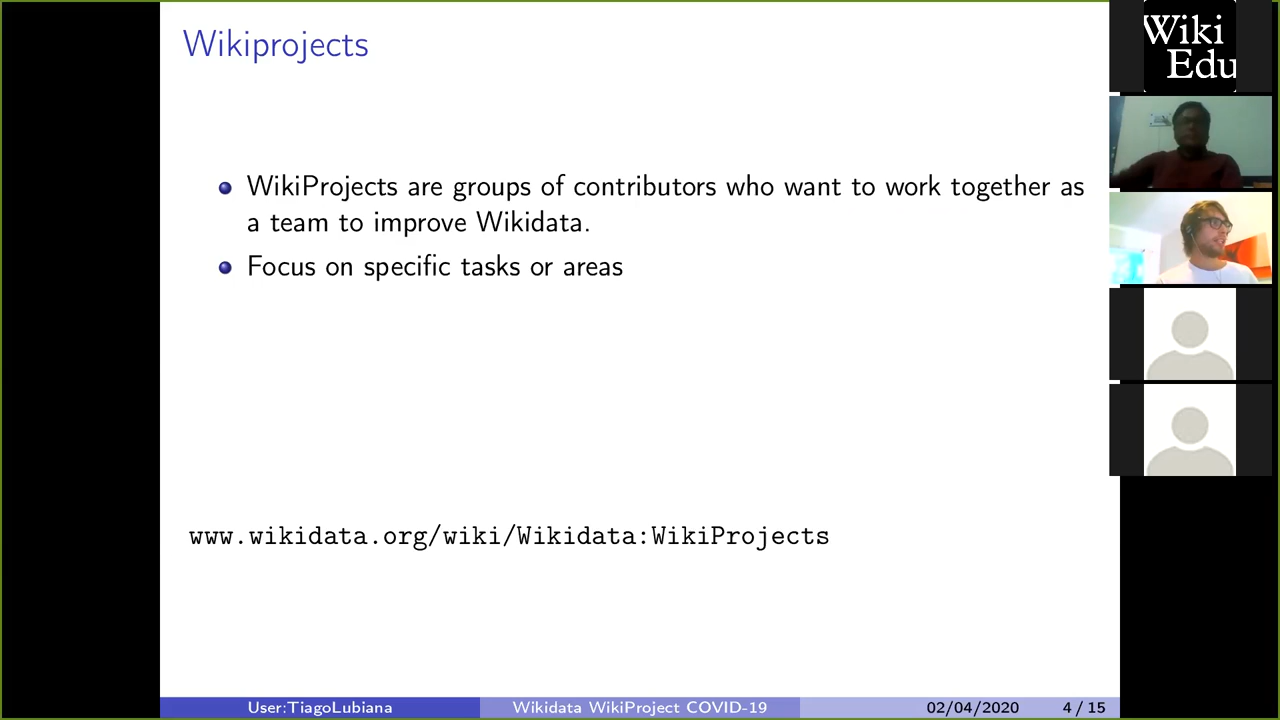 Wikiprojects
WikiProjects are groups of contributors who want to work together as
a team to improve Wikidata.
Focus on specific tasks or areas
www.wikidata.org/wiki/Wikidata:WikiProjects
User:TiagoLubiana
Wikidata WikiProject COVID-19
02/04/2020
4 / 15
Wiki
Edu